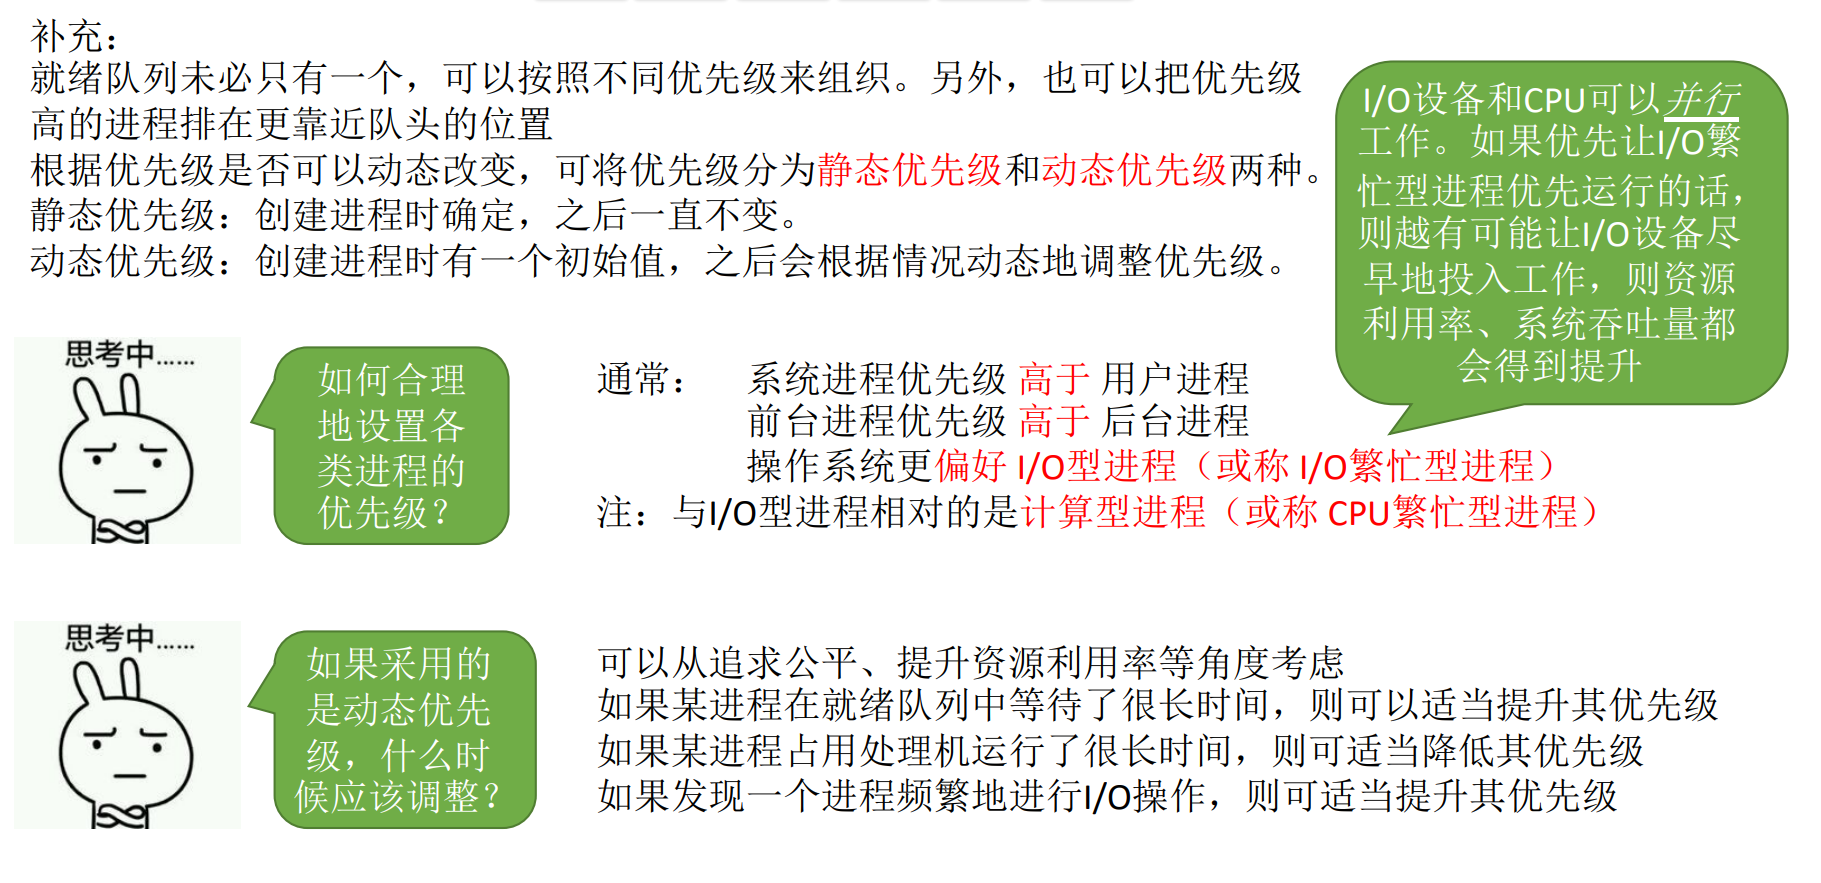 补充：
就绪队列未必只有一个，可以按照不同优先级来组织。另外，也可以把优先级
高的进程排在更靠近队头的位置
根据优先级是否可以动态改变，可将优先级分为静态优先级和动态优先级两种。
静态优先级：创建进程时确定，之后一直不变。
动态优先级：创建进程时有一个初始值，之后会根据情况动态地调整优先级。
I/O设备和CPU可以并行
工作。如果优先让I/O繁
忙型进程优先运行的话，
则越有可能让I/O设备尽
早地投入工作，则资源
利用率、系统吞吐量都
会得到提升
思考中......
如何合理
地设置各
类进程的
优先级？
通常： 系统进程优先级 高于 用户进程
前台进程优先级 高于 后台进程
操作系统更偏好 I/O型进程（或称 I/O繁忙型进程）
注：与I/O型进程相对的是计算型进程（或称 CPU繁忙型进程）
思考中......
如果采用的
是动态优先
级，什么时
候应该调整？
可以从追求公平、提升资源利用率等角度考虑
如果某进程在就绪队列中等待了很长时间，则可以适当提升其优先级
如果某进程占用处理机运行了很长时间，则可适当降低其优先级
如果发现一个进程频繁地进行I/O操作，则可适当提升其优先级